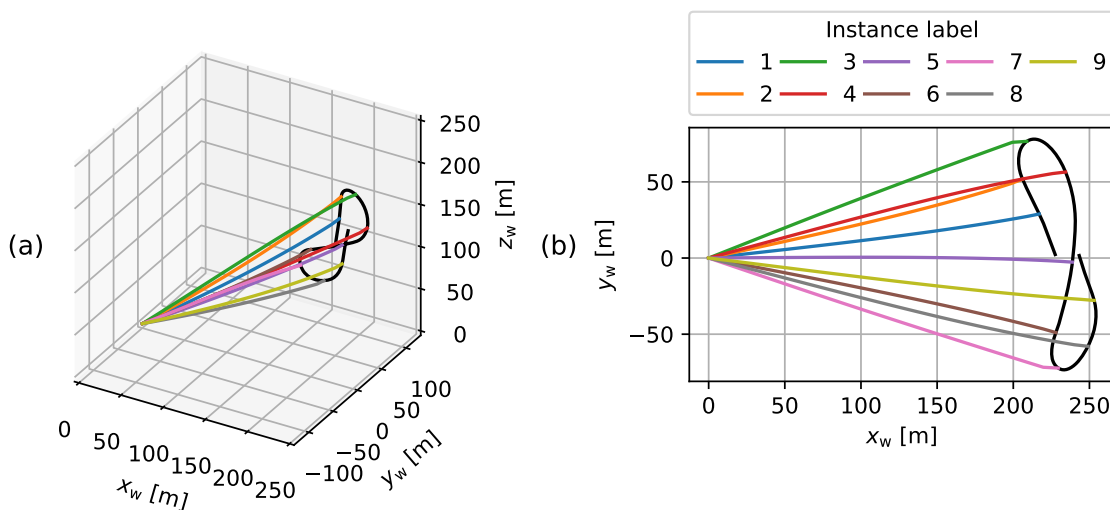 Instance label
1 3 5 7 9
2 4 6 8
(a)
250
200
150
100
50
0
z_w [m]
0 50 100 150 200 250
x_w [m]
−100 −50 0 50 100
y_w [m]
(b)
50
0
−50
y_w [m]
0 50 100 150 200 250
x_w [m]